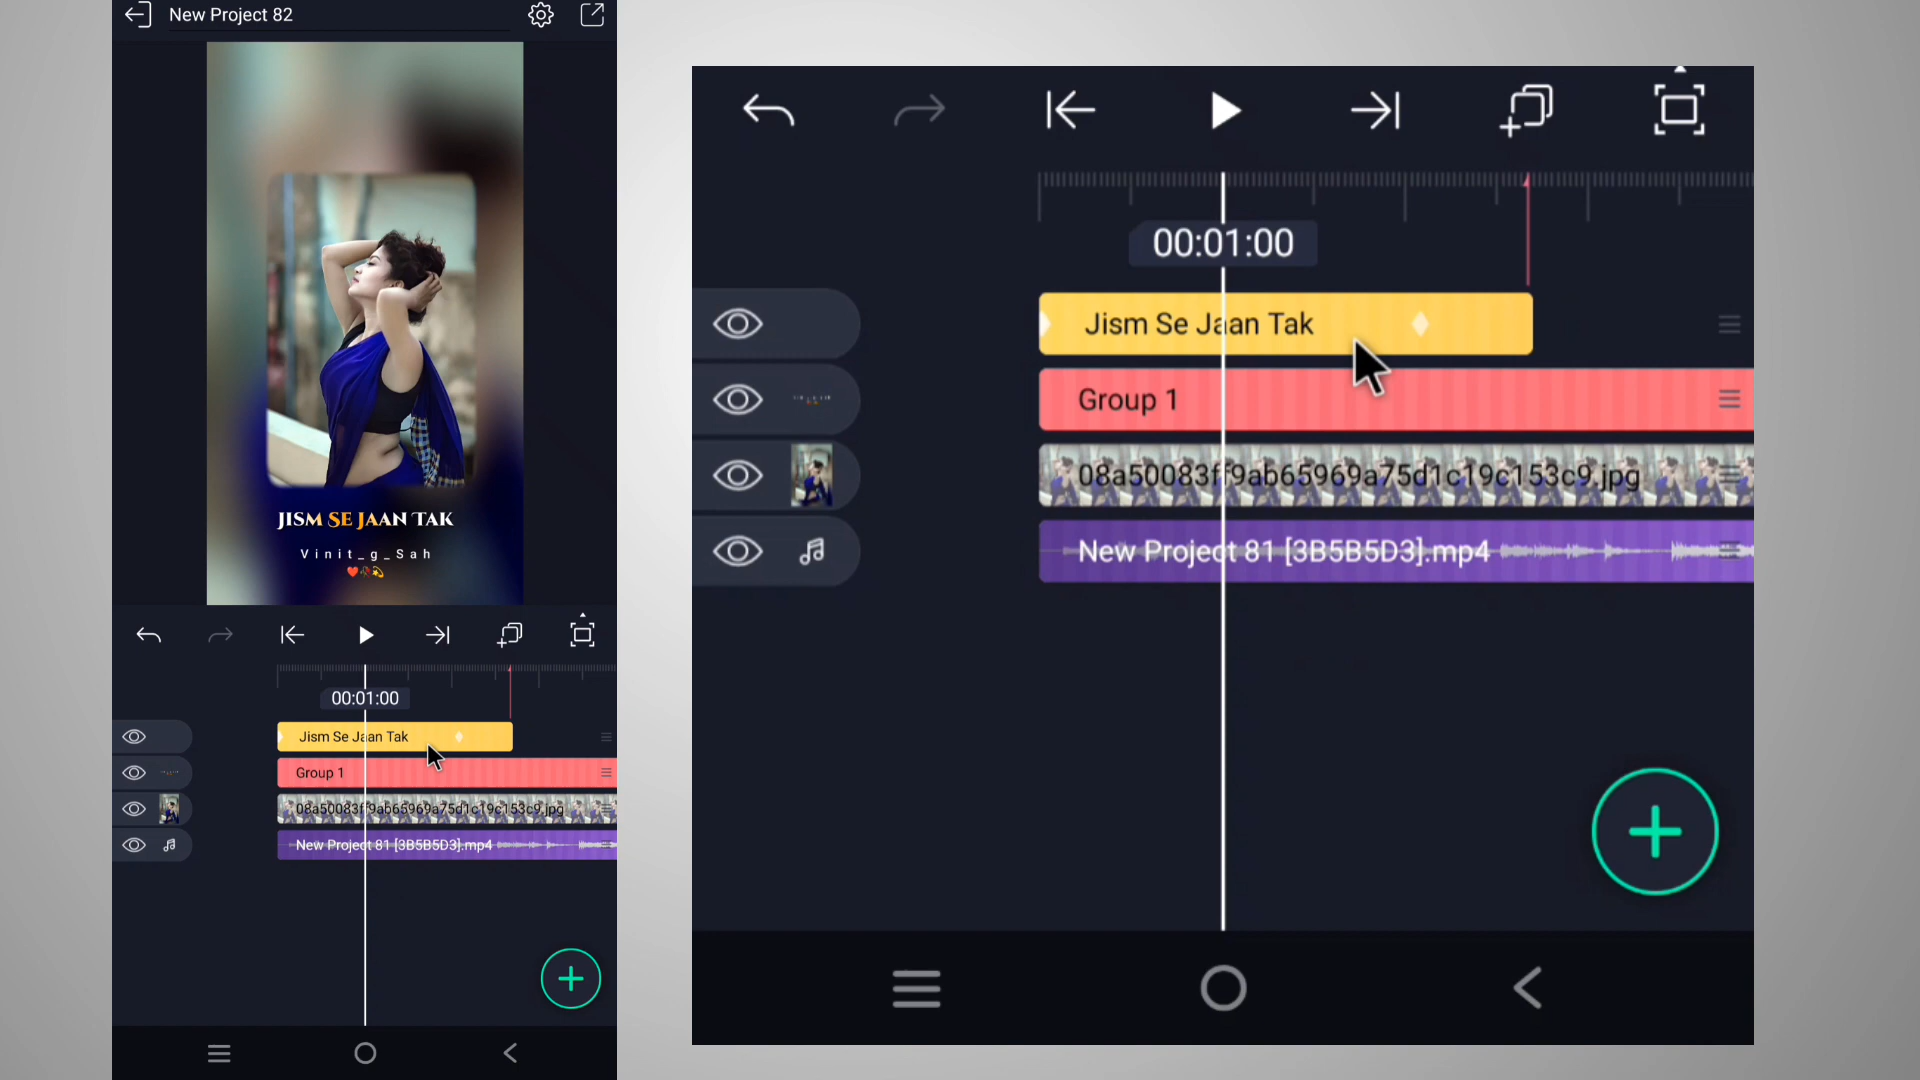 New Project 82
JISM SE JAAN TAK
Vinit_g_Sah
❤️🥀💫
00:01:00
Jism Se Jaan Tak
Group 1
08a50083ff9ab65969a75d1c19c153c9.jpg
New Project 81 [3B5B5D3].mp4
00:01:00
Jism Se Jaan Tak
Group 1
08a50083ff9ab65969a75d1c19c153c9.jpg
New Project 81 [3B5B5D3].mp4